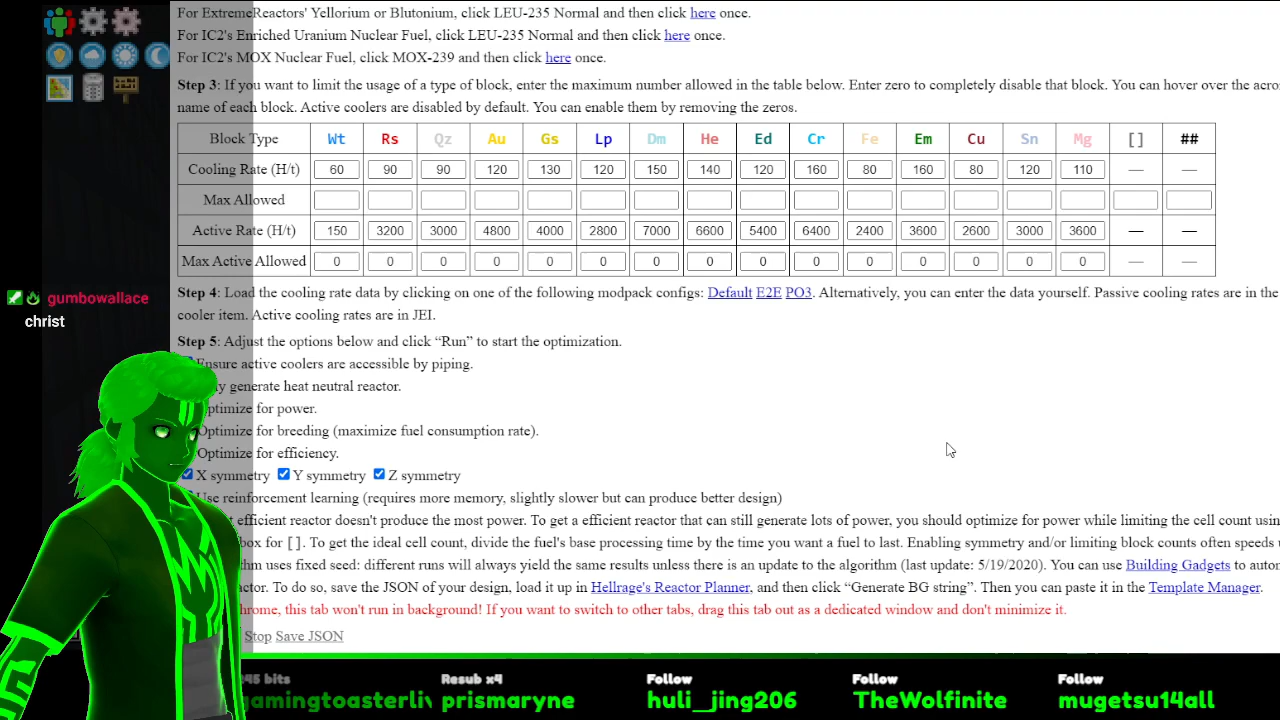 For ExtremeReactors' Yellorium or Blutonium, click LEU-235 Normal and then click here once.
For IC2's Enriched Uranium Nuclear Fuel, click LEU-235 Normal and then click here once.
For IC2's MOX Nuclear Fuel, click MOX-239 and then click here once.
Step 3: If you want to limit the usage of a type of block, enter the maximum number allowed in the table below. Enter zero to completely disable that block. You can hover over the acro
name of each block. Active coolers are disabled by default. You can enable them by removing the zeros.
Block Type Wt Rs Qz Au Gs Lp Dm He Ed Cr Fe Em Cu Sn Mg [] ##
Cooling Rate (H/t) 60 90 90 120 130 120 150 140 120 160 80 160 80 120 110 — —
Max Allowed
Active Rate (H/t) 150 3200 3000 4800 4000 2800 7000 6600 5400 6400 2400 3600 2600 3000 3600 — —
Max Active Allowed 0 0 0 0 0 0 0 0 0 0 0 0 0 0 0 — —
gumbowallace
christ
Step 4: Load the cooling rate data by clicking on one of the following modpack configs: Default E2E PO3. Alternatively, you can enter the data yourself. Passive cooling rates are in the
cooler item. Active cooling rates are in JEI.
Step 5: Adjust the options below and click “Run” to start the optimization.
Ensure active coolers are accessible by piping.
y generate heat neutral reactor.
ptimize for power.
Optimize for breeding (maximize fuel consumption rate).
Optimize for efficiency.
X symmetry Y symmetry Z symmetry
Use reinforcement learning (requires more memory, slightly slower but can produce better design)
t efficient reactor doesn't produce the most power. To get a efficient reactor that can still generate lots of power, you should optimize for power while limiting the cell count usin
box for []. To get the ideal cell count, divide the fuel's base processing time by the time you want a fuel to last. Enabling symmetry and/or limiting block counts often speeds
hm uses fixed seed: different runs will always yield the same results unless there is an update to the algorithm (last update: 5/19/2020). You can use Building Gadgets to auto
actor. To do so, save the JSON of your design, load it up in Hellrage's Reactor Planner, and then click “Generate BG string”. Then you can paste it in the Template Manager.
hrome, this tab won't run in background! If you want to switch to other tabs, drag this tab out as a dedicated window and don't minimize it.
Stop Save JSON
45 bits
gamingtoasterliv
Resub x4
prismaryne
Follow
huli_jing206
Follow
TheWolfinite
Follow
mugetsu14all